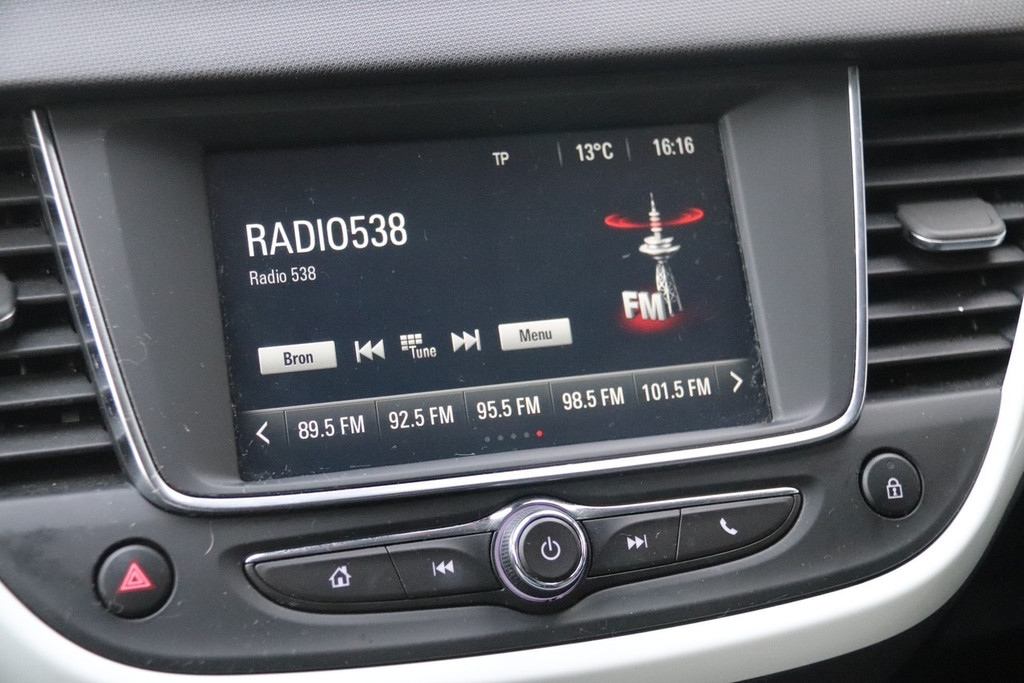 TP 13°C 16:16
RADIO538
Radio 538
FM
Bron Tune Menu
89.5 FM 92.5 FM 95.5 FM 98.5 FM 101.5 FM